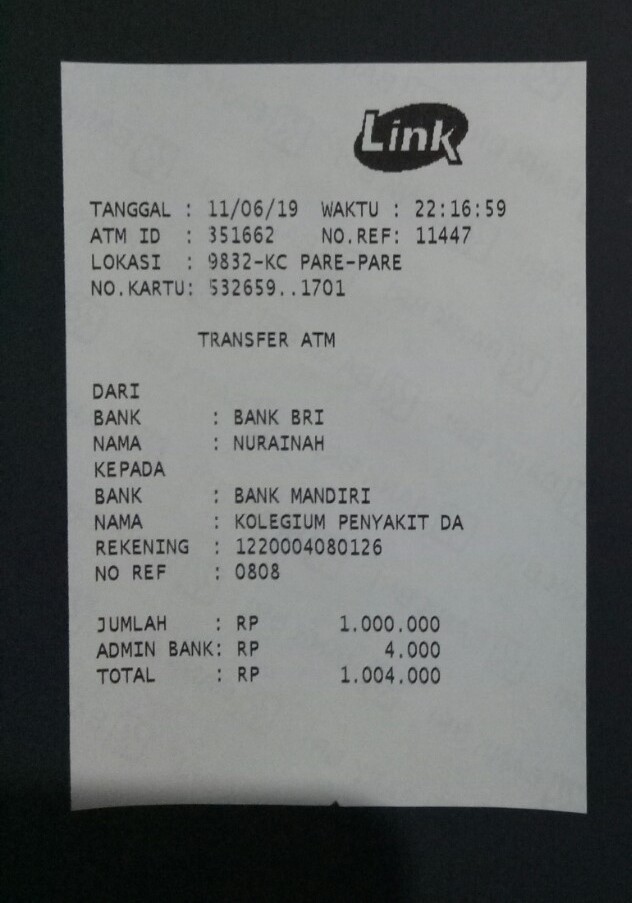 Link
TANGGAL : 11/06/19 WAKTU : 22:16:59
ATM ID : 351662 NO.REF: 11447
LOKASI : 9832-KC PARE-PARE
NO.KARTU: 532659..1701
TRANSFER ATM
DARI
BANK : BANK BRI
NAMA : NURAINAH
KEPADA
BANK : BANK MANDIRI
NAMA : KOLEGIUM PENYAKIT DA
REKENING : 1220004080126
NO REF : 0808
JUMLAH : RP 1.000.000
ADMIN BANK: RP 4.000
TOTAL : RP 1.004.000